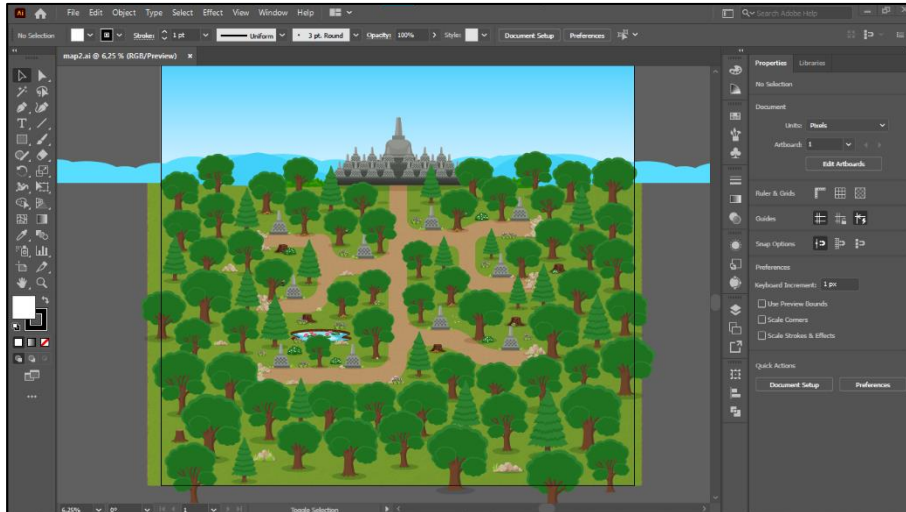 Ai File Edit Object Type Select Effect View Window Help Search Adobe Help
No Selection Stroke: 1 pt Uniform 3 pt. Round Opacity: 100% Style: Document Setup Preferences
map2.ai @ 6,25 % (RGB/Preview) ×
Properties Libraries
No Selection
Document
Units: Pixels
Artboard: 1
Edit Artboards
Ruler & Grids
Guides
Snap Options
Preferences
Keyboard Increment: 1 px
Use Preview Bounds
Scale Corners
Scale Strokes & Effects
Quick Actions
Document Setup Preferences
6,25% 0° 1 Toggle Selection